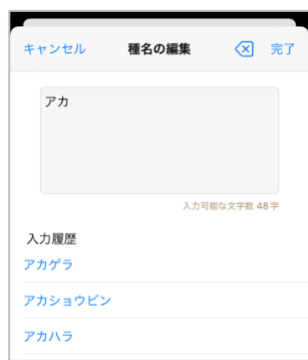 キャンセル 種名の編集 完了
アカ
入力可能な文字数 48 字
入力履歴
アカゲラ
アカショウビン
アカハラ